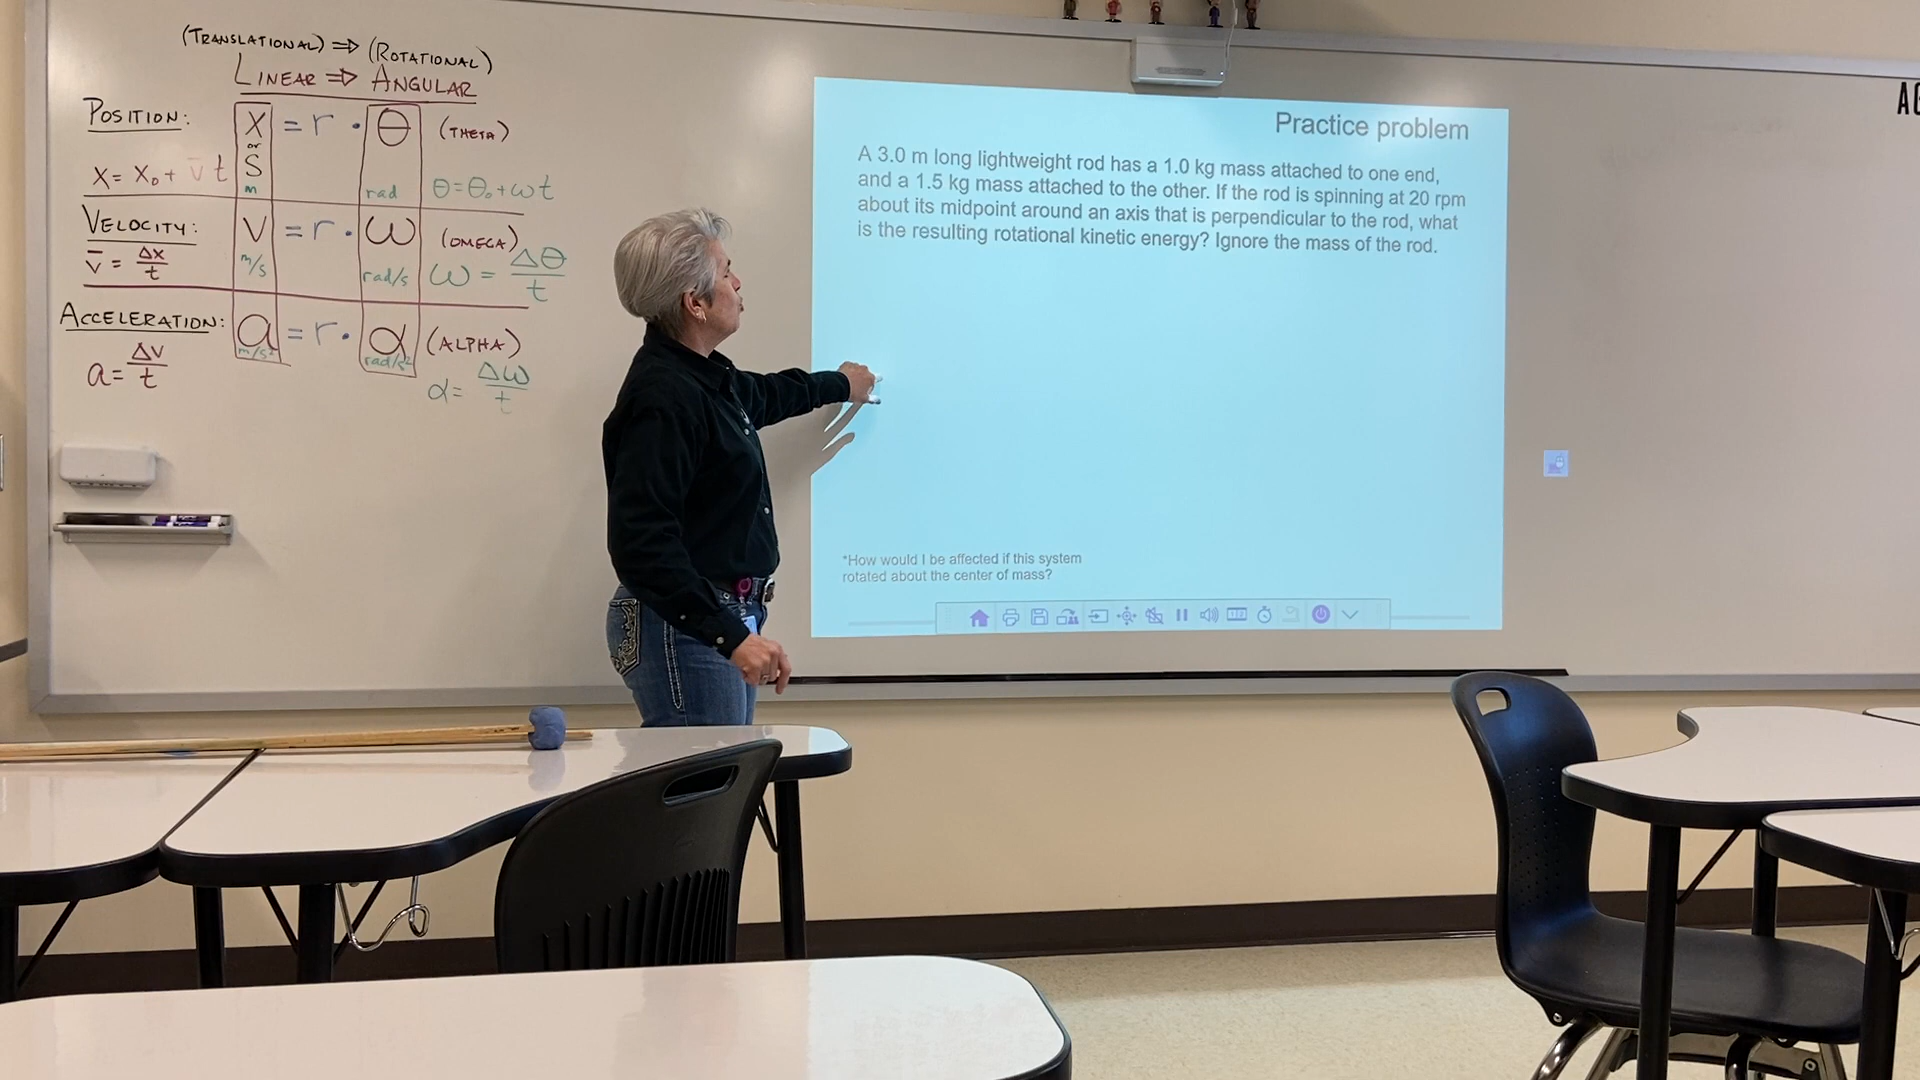 (TRANSLATIONAL) ⇒ (ROTATIONAL)
LINEAR ⇒ ANGULAR
POSITION:
X = r · θ (THETA)
or
S
X = X₀ + v̄ t
m
rad
θ = θ₀ + ωt
VELOCITY:
V = r · ω (OMEGA)
v̄ = Δx/t
m/s
rad/s
ω = Δθ/t
ACCELERATION:
a = r · α (ALPHA)
m/s²
rad/s²
a = Δv/t
α = Δω/t
Practice problem
A 3.0 m long lightweight rod has a 1.0 kg mass attached to one end,
and a 1.5 kg mass attached to the other. If the rod is spinning at 20 rpm
about its midpoint around an axis that is perpendicular to the rod, what
is the resulting rotational kinetic energy? Ignore the mass of the rod.
*How would I be affected if this system
rotated about the center of mass?